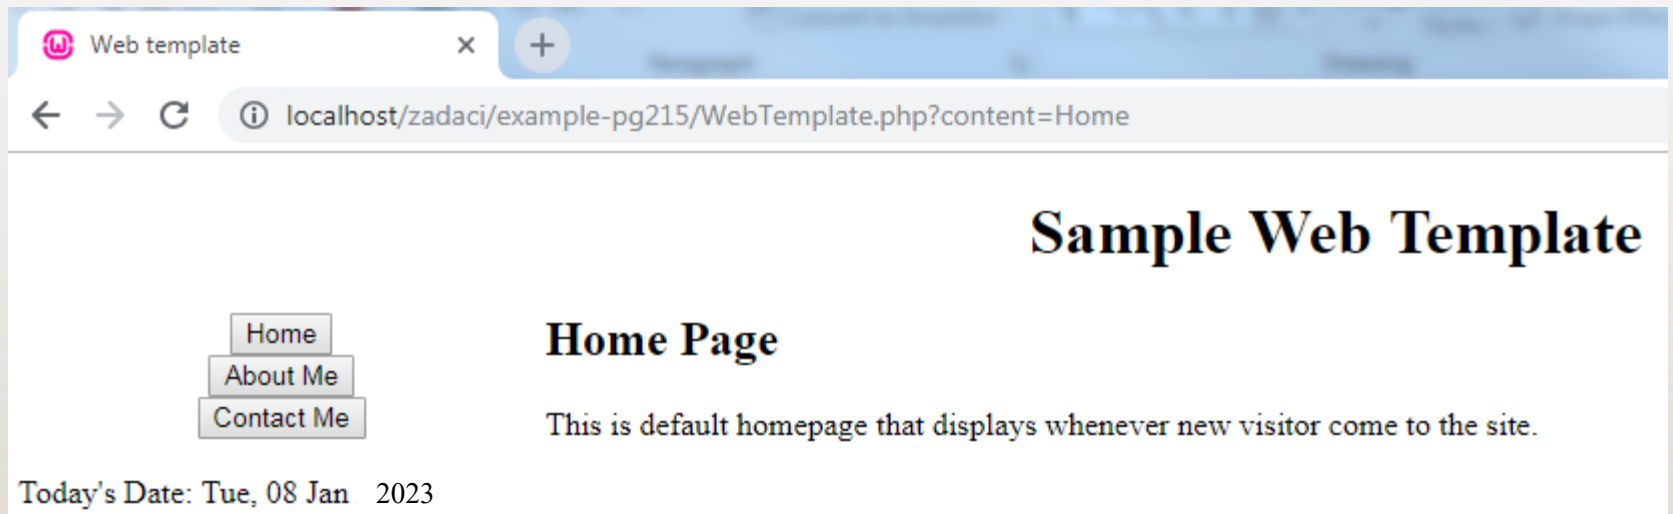 Web template
localhost/zadaci/example-pg215/WebTemplate.php?content=Home
Sample Web Template
Home
About Me
Contact Me
Home Page
This is default homepage that displays whenever new visitor come to the site.
Today's Date: Tue, 08 Jan 2023